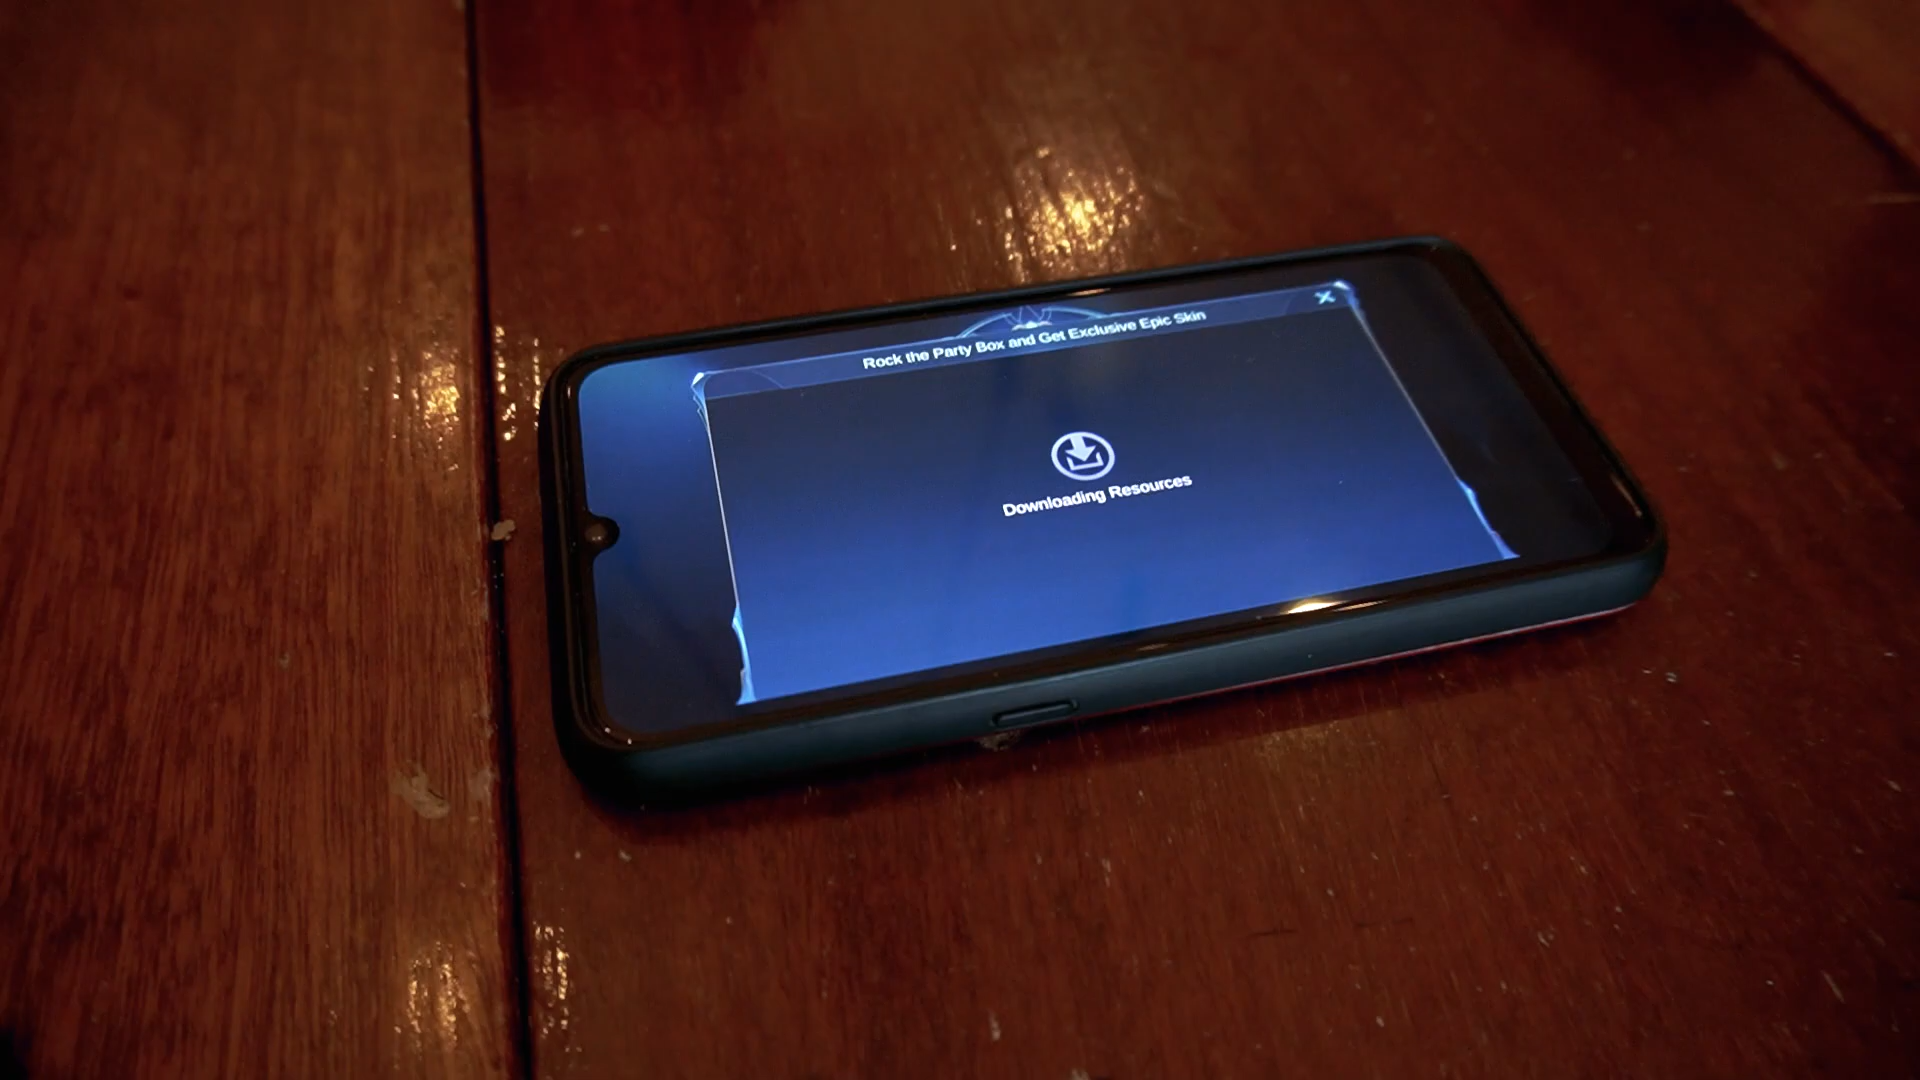 Rock the Party Box and Get Exclusive Epic Skin
Downloading Resources